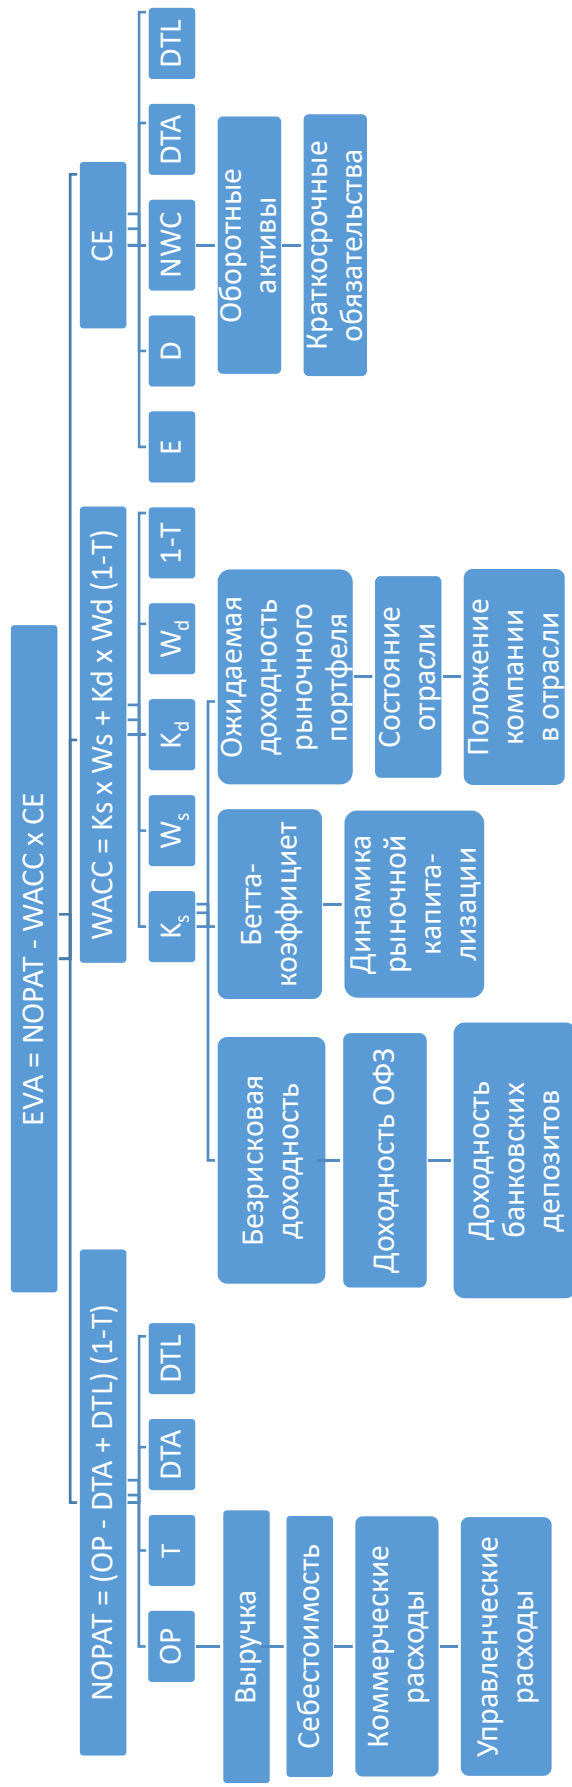 EVA = NOPAT - WACC x CE
NOPAT = (OP - DTA + DTL) (1-T)
OP
Выручка
Себестоимость
Коммерческие
расходы
Управленческие
расходы
T
DTA
DTL
WACC = Ks x Ws + Kd x Wd (1-T)
Ks
Безрисковая
доходность
Доходность ОФЗ
Доходность
банковских
депозитов
Бетта-
коэффициет
Динамика
рыночной
капита-
лизации
Ожидаемая
доходность
рыночного
портфеля
Состояние
отрасли
Положение
компании
в отрасли
Ws
Kd
Wd
1-T
CE
E
D
NWC
Оборотные
активы
Краткосрочные
обязательства
DTA
DTL